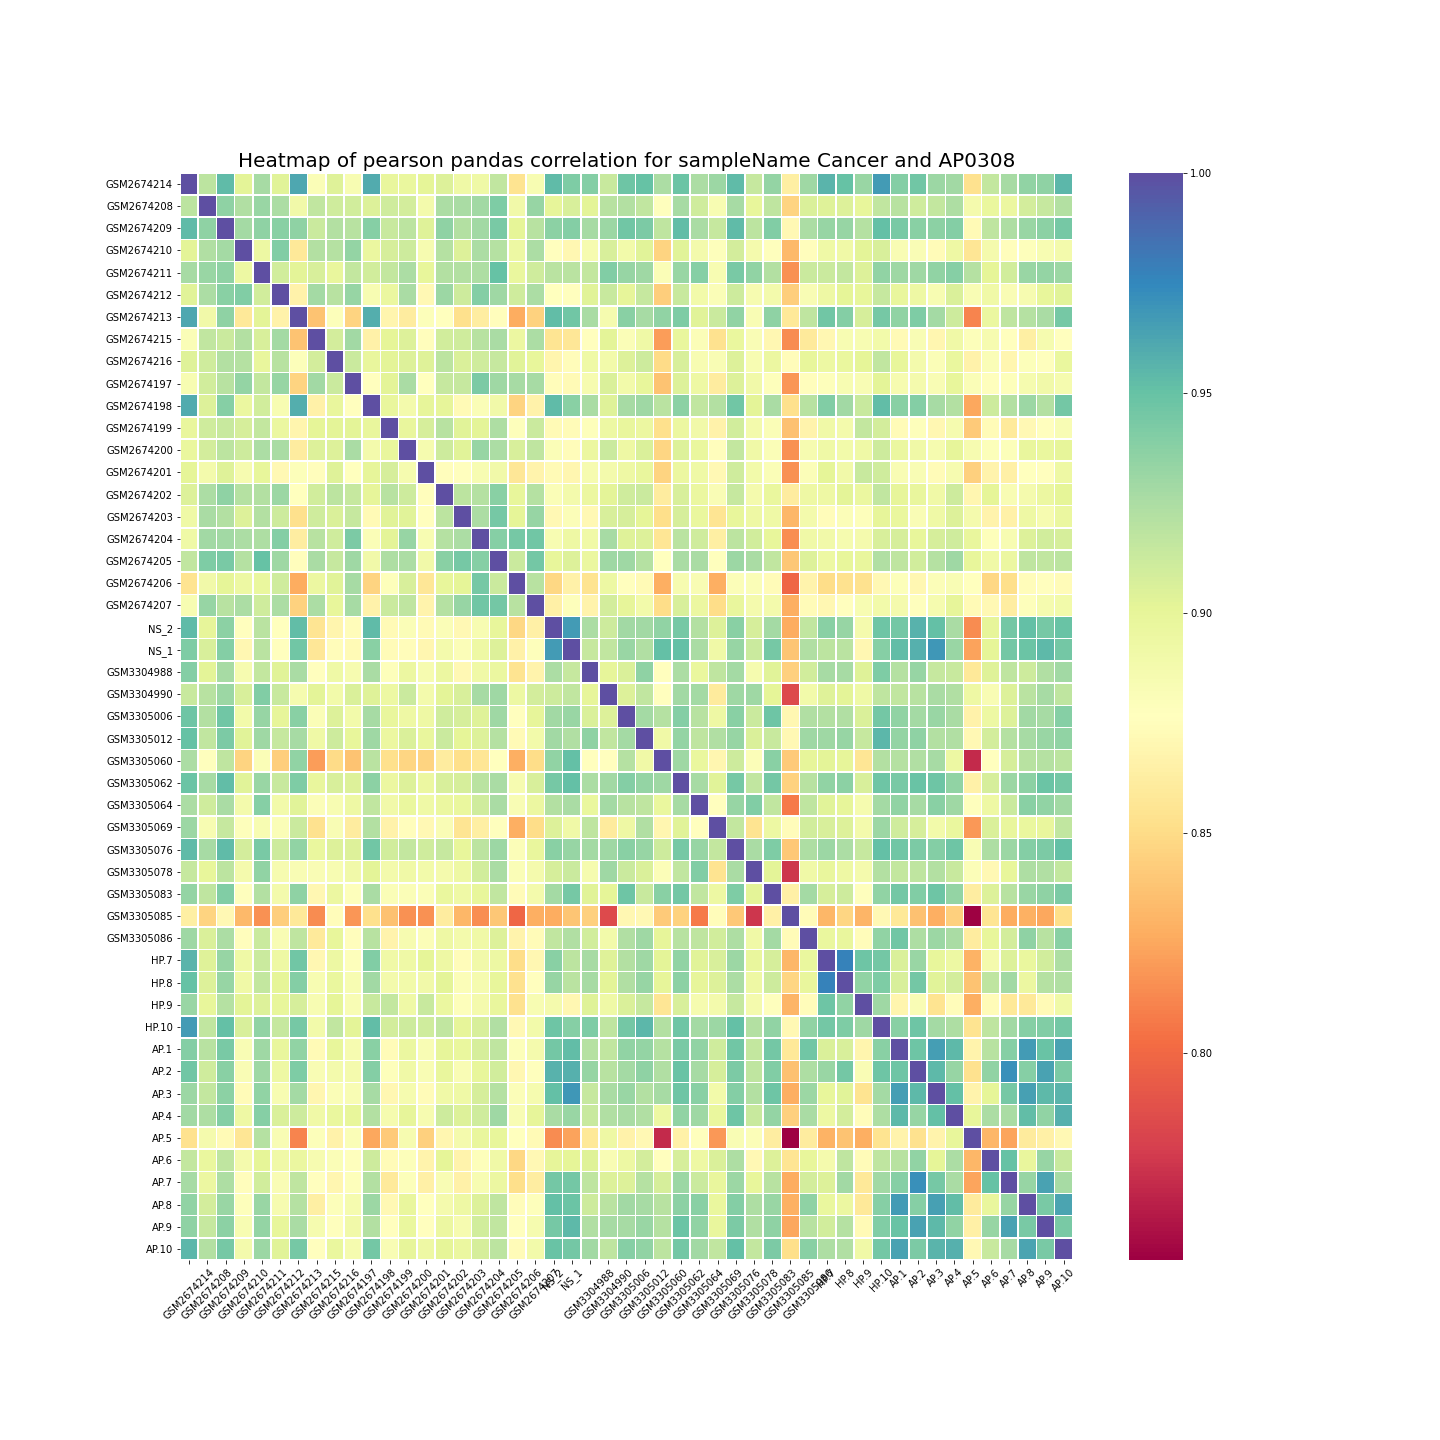 Heatmap of pearson pandas correlation for sampleName Cancer and AP0308
GSM2674214
GSM2674208
GSM2674209
GSM2674210
GSM2674211
GSM2674212
GSM2674213
GSM2674215
GSM2674216
GSM2674197
GSM2674198
GSM2674199
GSM2674200
GSM2674201
GSM2674202
GSM2674203
GSM2674204
GSM2674205
GSM2674206
GSM2674207
NS_2
NS_1
GSM3304988
GSM3304990
GSM3305006
GSM3305012
GSM3305060
GSM3305062
GSM3305064
GSM3305069
GSM3305076
GSM3305078
GSM3305083
GSM3305085
GSM3305086
HP.7
HP.8
HP.9
HP.10
AP.1
AP.2
AP.3
AP.4
AP.5
AP.6
AP.7
AP.8
AP.9
AP.10
GSM2674214
GSM2674208
GSM2674209
GSM2674210
GSM2674211
GSM2674212
GSM2674213
GSM2674215
GSM2674216
GSM2674197
GSM2674198
GSM2674199
GSM2674200
GSM2674201
GSM2674202
GSM2674203
GSM2674204
GSM2674205
GSM2674206
GSM2674207
NS_2
NS_1
GSM3304988
GSM3304990
GSM3305006
GSM3305012
GSM3305060
GSM3305062
GSM3305064
GSM3305069
GSM3305076
GSM3305078
GSM3305083
GSM3305085
GSM3305086
HP.7
HP.8
HP.9
HP.10
AP.1
AP.2
AP.3
AP.4
AP.5
AP.6
AP.7
AP.8
AP.9
AP.10
1.00
0.95
0.90
0.85
0.80